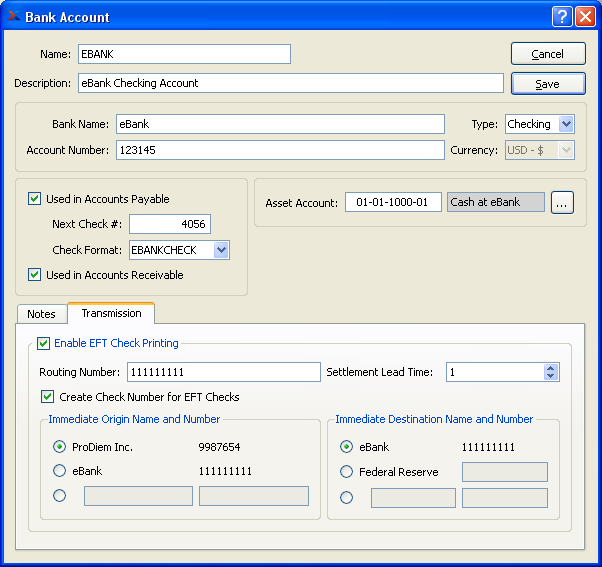 Bank Account
Name: EBANK
Cancel
Description: eBank Checking Account
Save
Bank Name: eBank Type: Checking
Account Number: 123145 Currency: USD - $
Used in Accounts Payable
Asset Account: 01-01-1000-01 Cash at eBank ...
Next Check #: 4056
Check Format: EBANKCHECK
Used in Accounts Receivable
Notes Transmission
Enable EFT Check Printing
Routing Number: 111111111 Settlement Lead Time: 1
Create Check Number for EFT Checks
Immediate Origin Name and Number Immediate Destination Name and Number
ProDiem Inc. 9987654 eBank 111111111
eBank 111111111 Federal Reserve